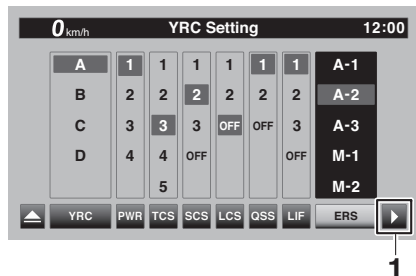 0 km/h YRC Setting 12:00
A 1 1 1 1 1 1 A-1
B 2 2 2 2 2 2 A-2
C 3 3 3 OFF OFF 3 A-3
D 4 4 OFF OFF M-1
5 M-2
YRC PWR TCS SCS LCS QSS LIF ERS
1